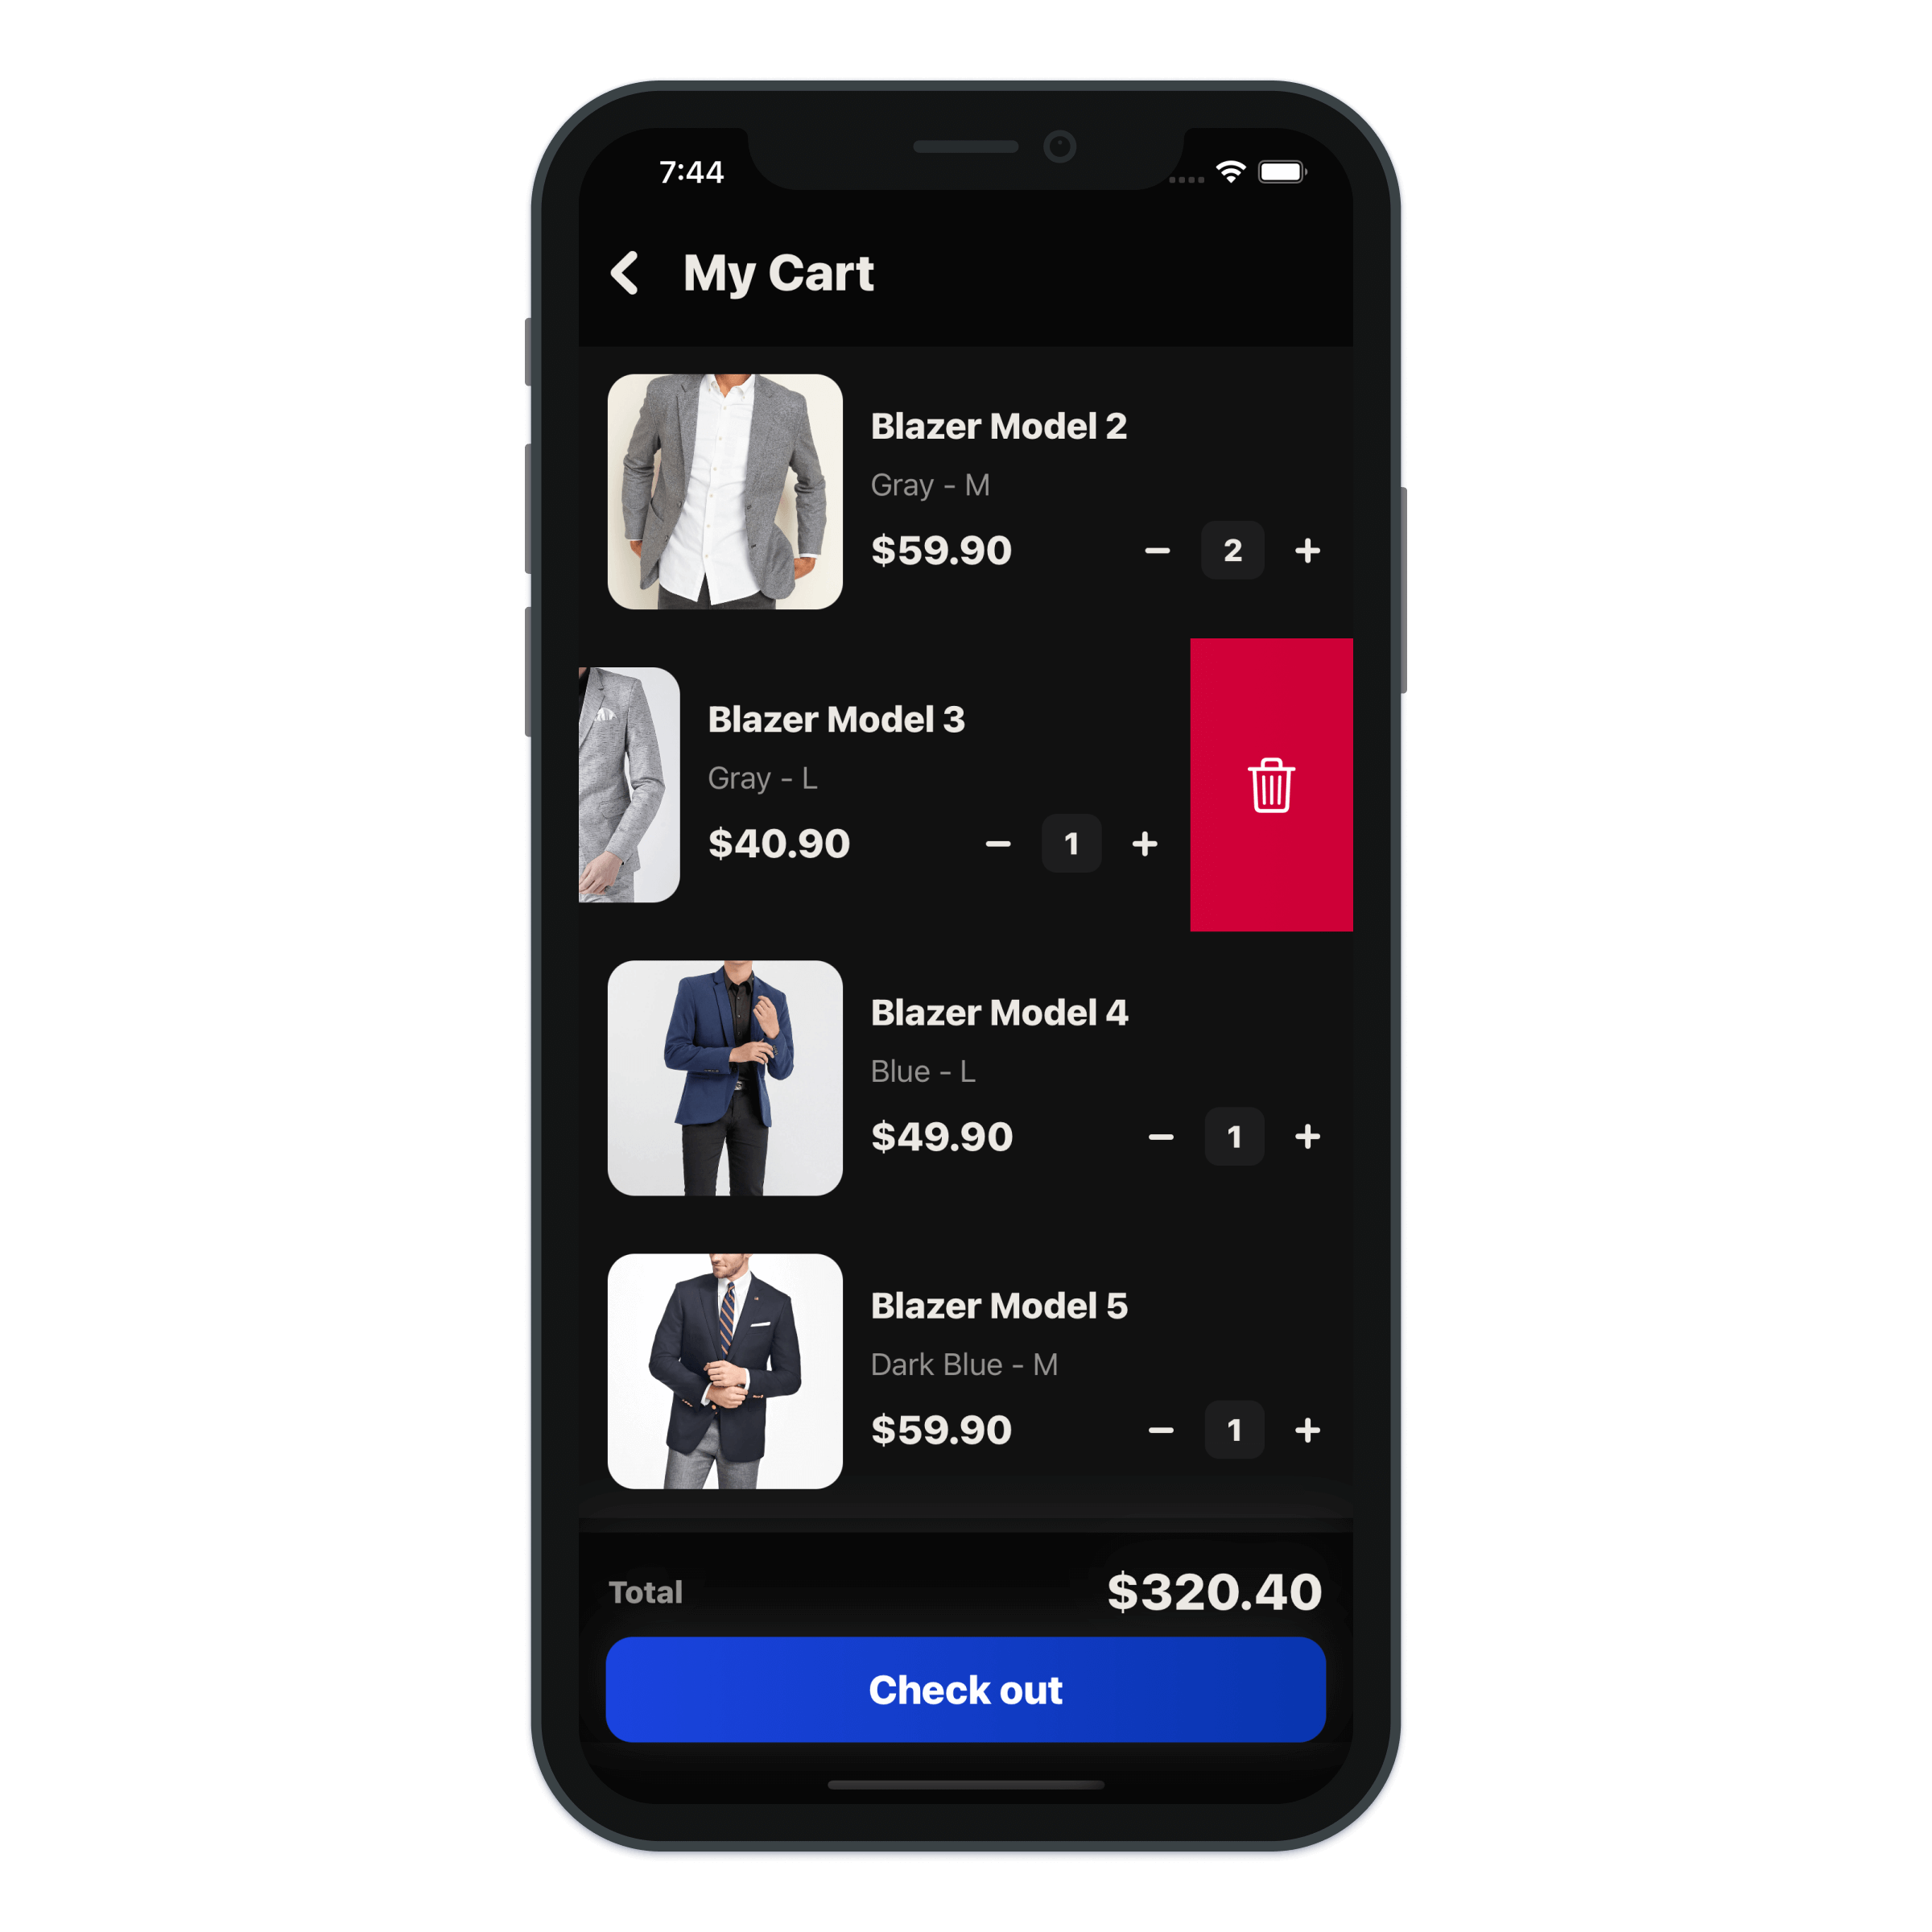 7:44
My Cart
Blazer Model 2
Gray - M
$59.90
2
Blazer Model 3
Gray - L
$40.90
1
Blazer Model 4
Blue - L
$49.90
1
Blazer Model 5
Dark Blue - M
$59.90
1
Total
$320.40
Check out